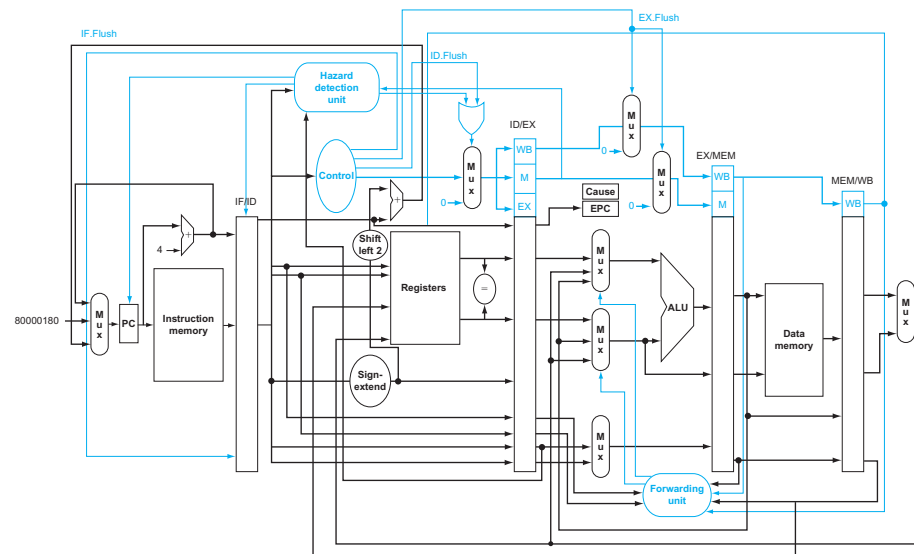 IF.Flush
EX.Flush
ID.Flush
Hazard
detection
unit
M
u
x
ID/EX
WB
0
Control
M
u
x
M
u
x
EX/MEM
M
WB
Cause
MEM/WB
0
EX
0
EPC
M
WB
IF/ID
+
+
4
Shift
left 2
M
u
x
Registers
=
Instruction
memory
ALU
M
u
x
PC
M
u
x
80000180
M
u
x
Data
memory
Sign-
extend
M
u
x
Forwarding
unit